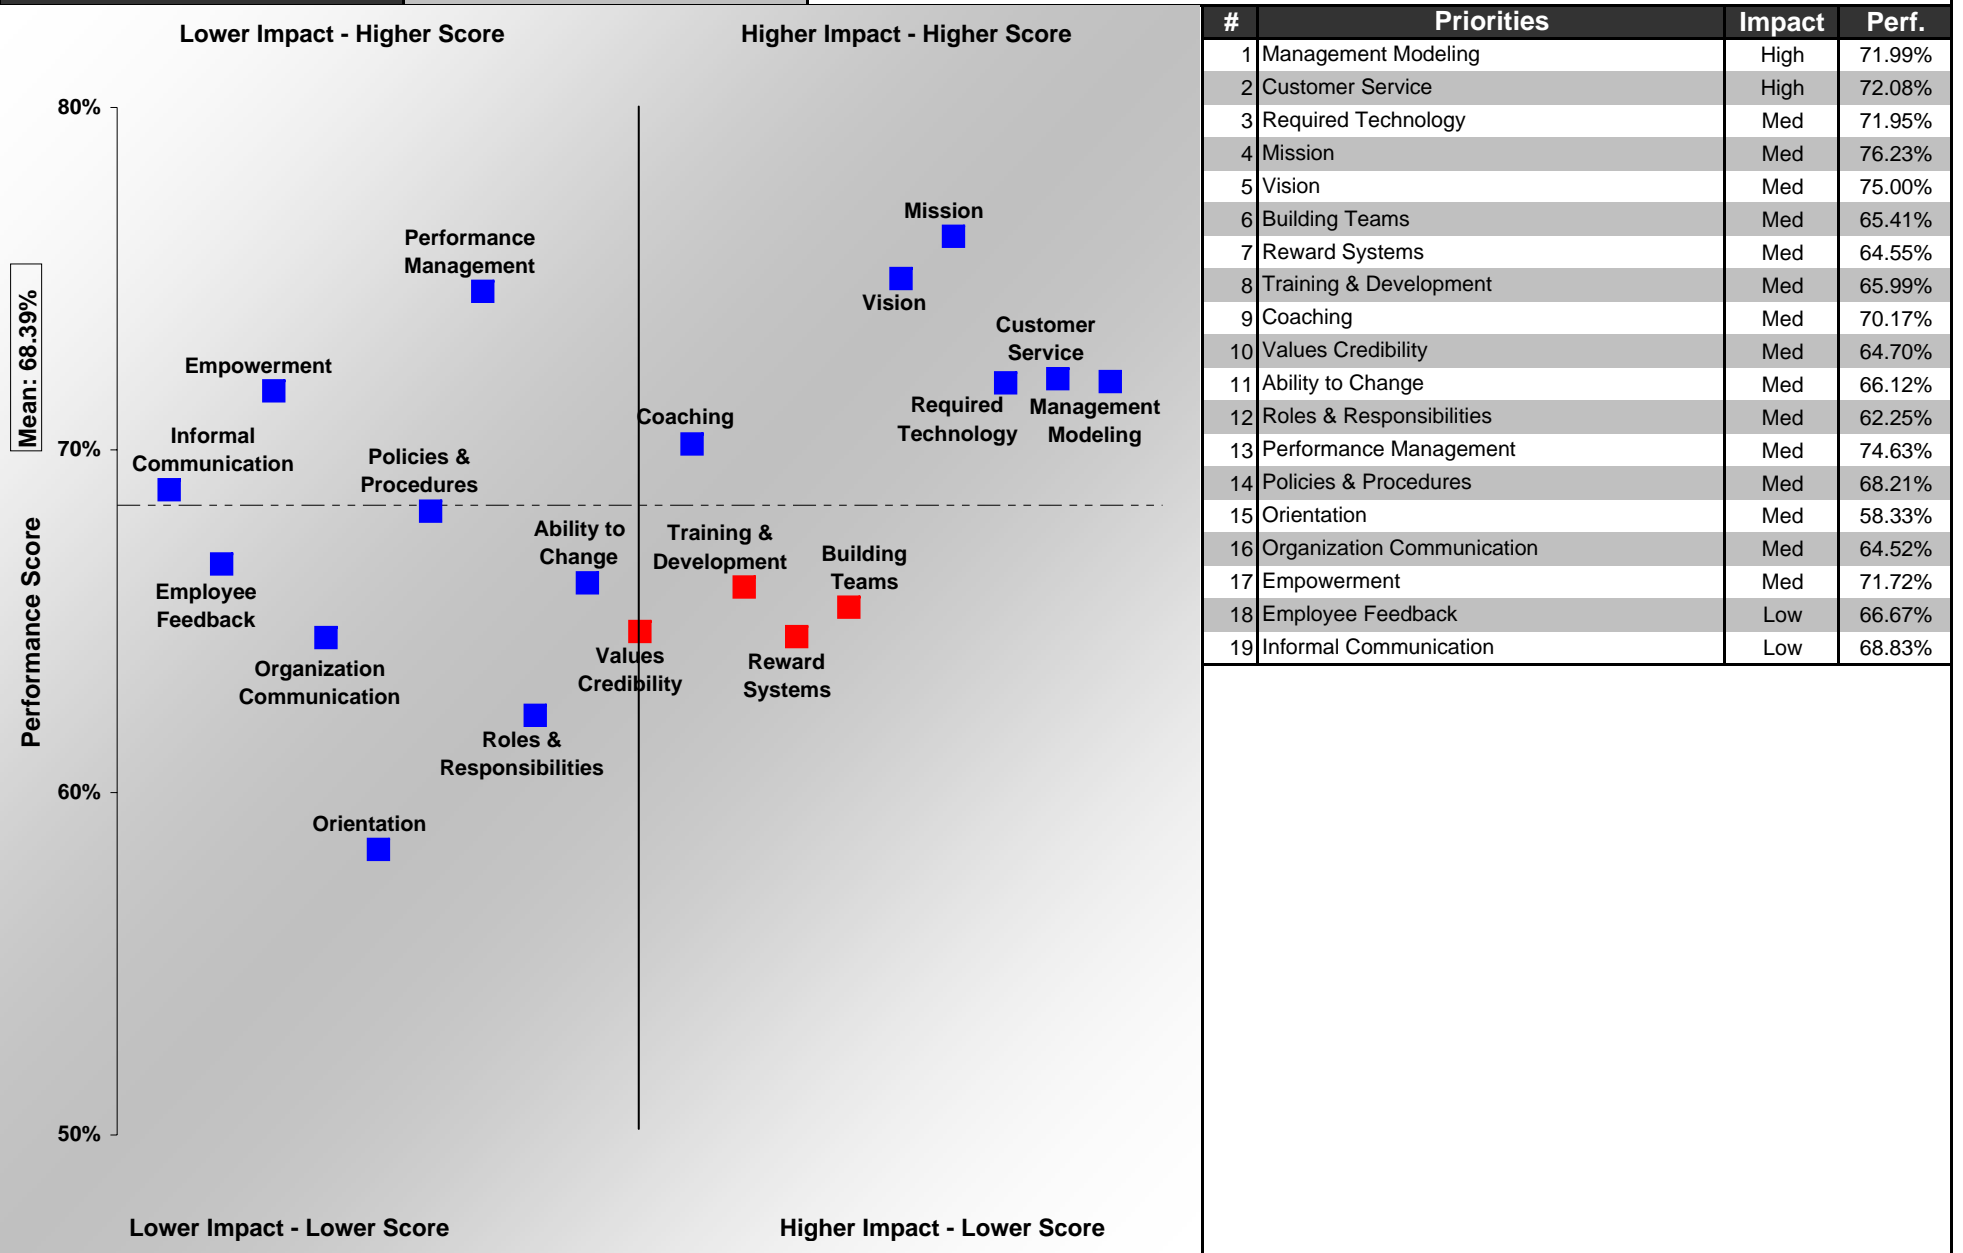 Lower Impact - Higher Score
Higher Impact - Higher Score
80%
70%
60%
50%
Mean: 68.39%
Performance Score
Mission
Performance
Management
Vision
Customer
Service
Empowerment
Required
Technology
Management
Modeling
Coaching
Informal
Communication
Policies &
Procedures
Ability to
Change
Training &
Development
Building
Teams
Employee
Feedback
Organization
Communication
Values
Credibility
Reward
Systems
Roles &
Responsibilities
Orientation
Lower Impact - Lower Score
Higher Impact - Lower Score
# Priorities Impact Perf.
1 Management Modeling High 71.99%
2 Customer Service High 72.08%
3 Required Technology Med 71.95%
4 Mission Med 76.23%
5 Vision Med 75.00%
6 Building Teams Med 65.41%
7 Reward Systems Med 64.55%
8 Training & Development Med 65.99%
9 Coaching Med 70.17%
10 Values Credibility Med 64.70%
11 Ability to Change Med 66.12%
12 Roles & Responsibilities Med 62.25%
13 Performance Management Med 74.63%
14 Policies & Procedures Med 68.21%
15 Orientation Med 58.33%
16 Organization Communication Med 64.52%
17 Empowerment Med 71.72%
18 Employee Feedback Low 66.67%
19 Informal Communication Low 68.83%